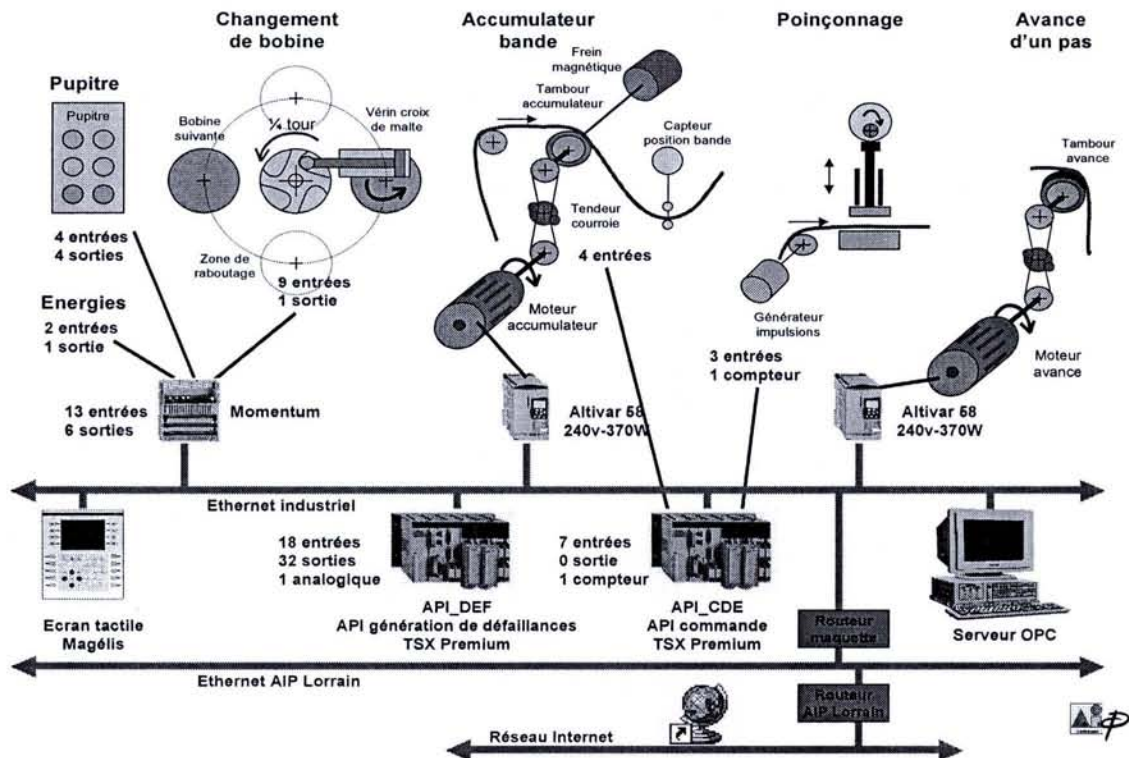 Changement
de bobine
Accumulateur
bande
Poinçonnage
Avance
d'un pas
Pupitre
Pupitre
Bobine
suivante
¼ tour
Vérin croix
de malte
Zone de
raboutage
Frein
magnétique
Tambour
accumulateur
Capteur
position bande
Tendeur
courroie
Moteur
accumulateur
Générateur
impulsions
Tambour
avance
Moteur
avance
4 entrées
4 sorties
Energies
2 entrées
1 sortie
9 entrées
1 sortie
4 entrées
3 entrées
1 compteur
13 entrées
6 sorties
Momentum
Altivar 58
240v-370W
Altivar 58
240v-370W
Ethernet industriel
Ecran tactile
Magélis
18 entrées
32 sorties
1 analogique
API_DEF
API génération de défaillances
TSX Premium
7 entrées
0 sortie
1 compteur
API_CDE
API commande
TSX Premium
Routeur
maquette
Serveur OPC
Ethernet AIP Lorrain
Routeur
AIP Lorrain
Réseau Internet